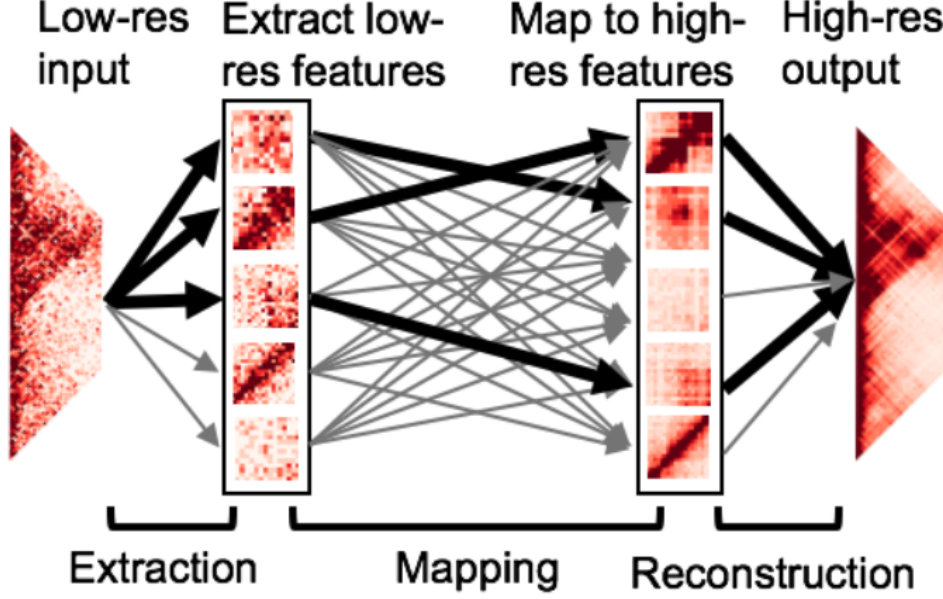 Low-res
input
Extract low-
res features
Map to high-
res features
High-res
output
Extraction
Mapping
Reconstruction